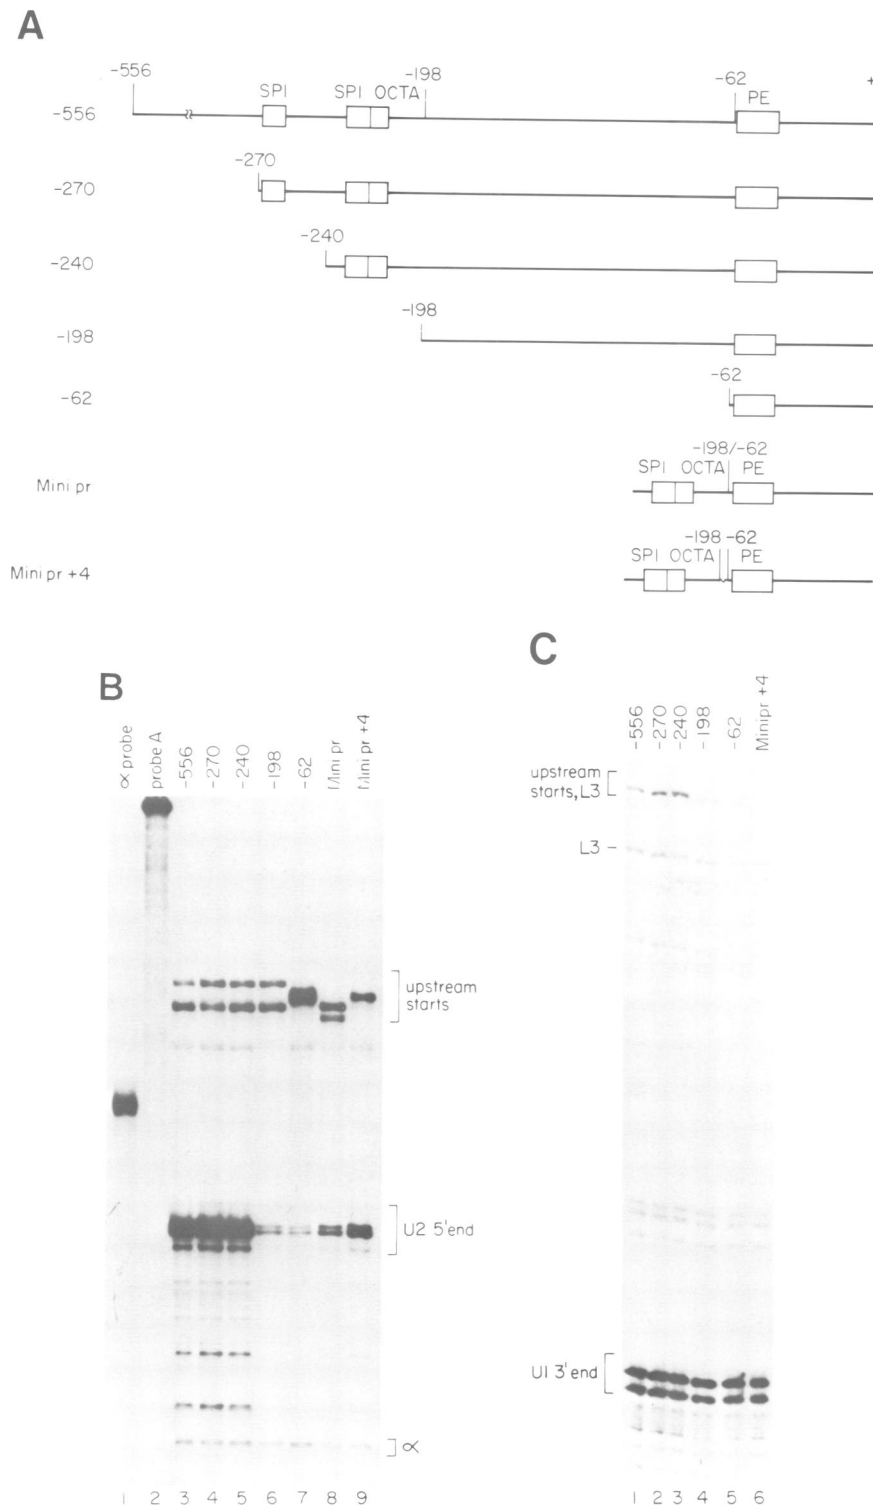 A
-556
-198
-62
+
SPI
SPI OCTA
PE
-556
-270
-270
-240
-240
-198
-198
-62
-62
-198/-62
SPI OCTA PE
Mini pr
-198 -62
SPI OCTA PE
Mini pr +4
B
∝ probe
probe A
-556
-270
-240
-198
-62
Mini pr
Mini pr +4
upstream
starts
U2 5'end
∝
1 2 3 4 5 6 7 8 9
C
-556
-270
-240
-198
-62
Minipr +4
upstream
starts, L3
L3 -
U1 3'end
1 2 3 4 5 6